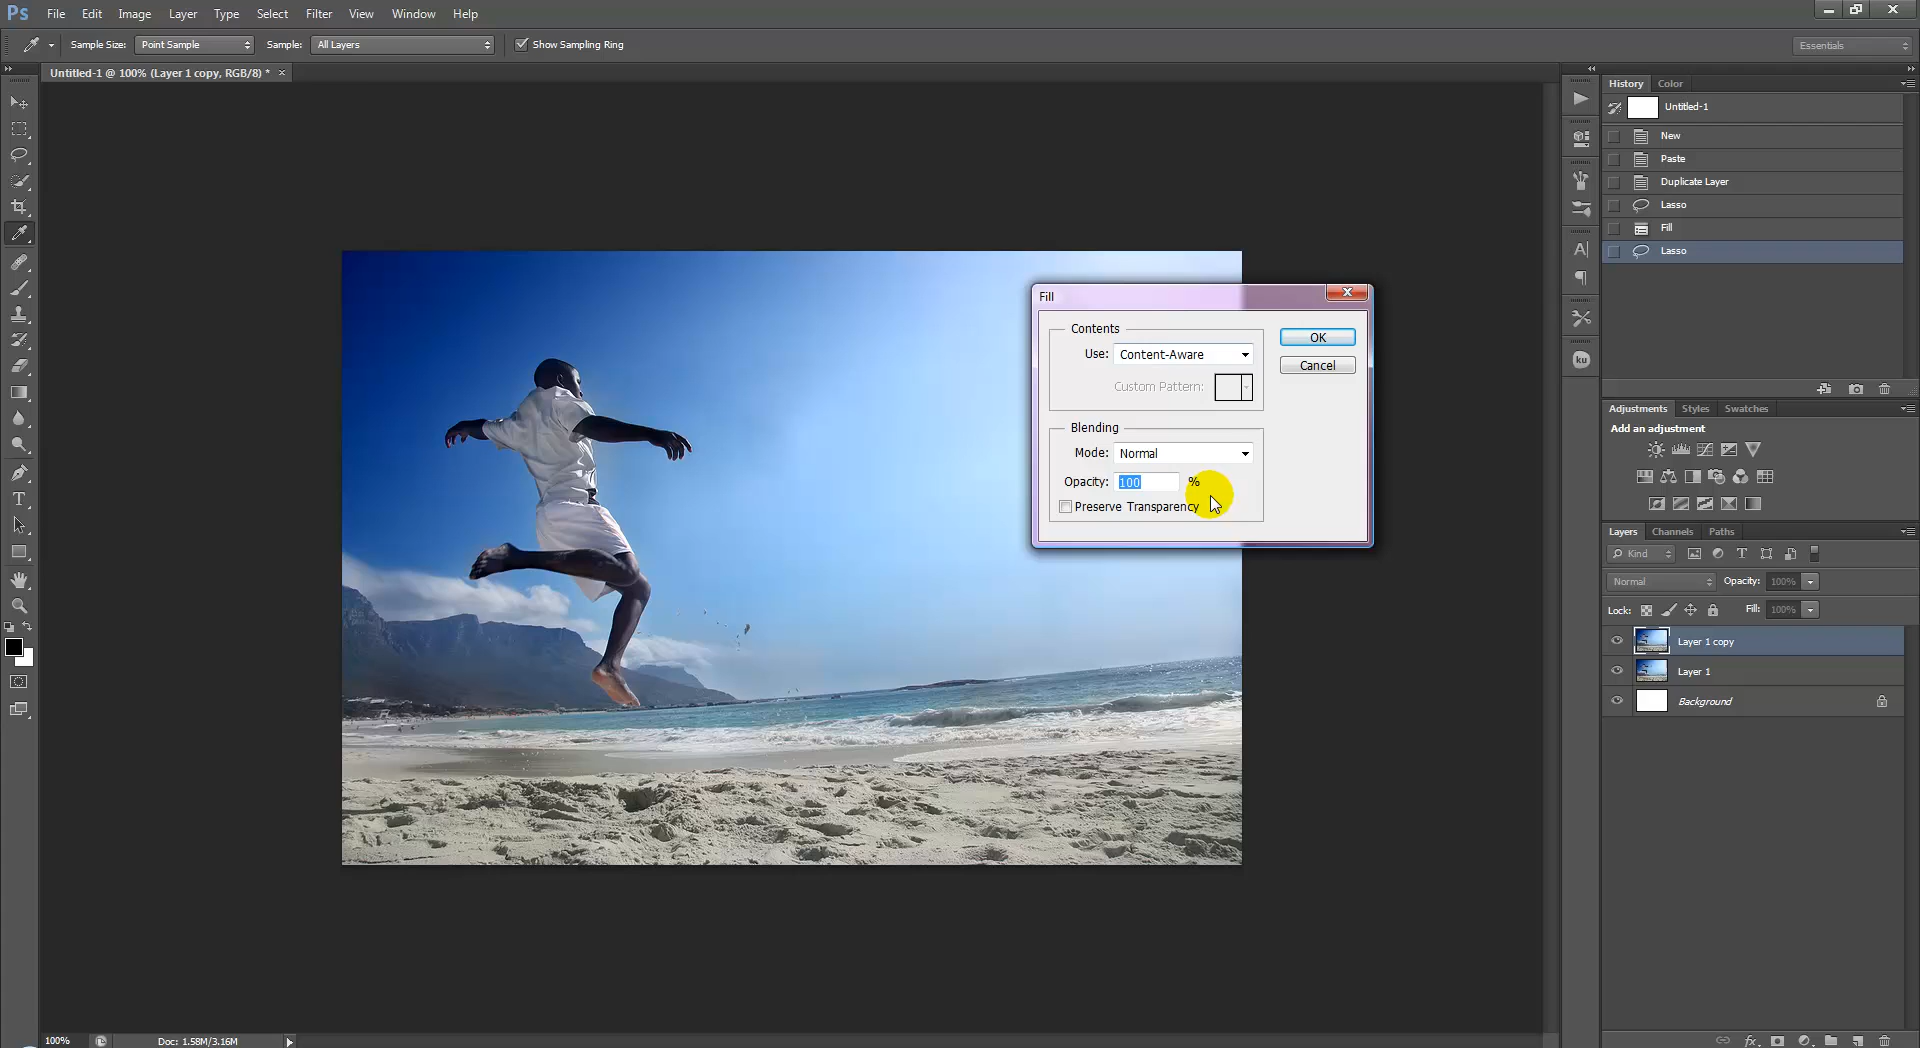 Ps File Edit Image Layer Type Select Filter View Window Help
Sample Size: Point Sample Sample: All Layers Show Sampling Ring Essentials
Untitled-1 @ 100% (Layer 1 copy, RGB/8) *
History Color
Untitled-1
New
Paste
Duplicate Layer
Lasso
Fill
Lasso
Fill
Contents
Use: Content-Aware
Custom Pattern:
OK
Cancel
Blending
Mode: Normal
Opacity: 100 %
Preserve Transparency
Adjustments Styles Swatches
Add an adjustment
Layers Channels Paths
Kind
Normal Opacity: 100%
Lock: Fill: 100%
Layer 1 copy
Layer 1
Background
ku
100% Doc: 1.58M/3.16M